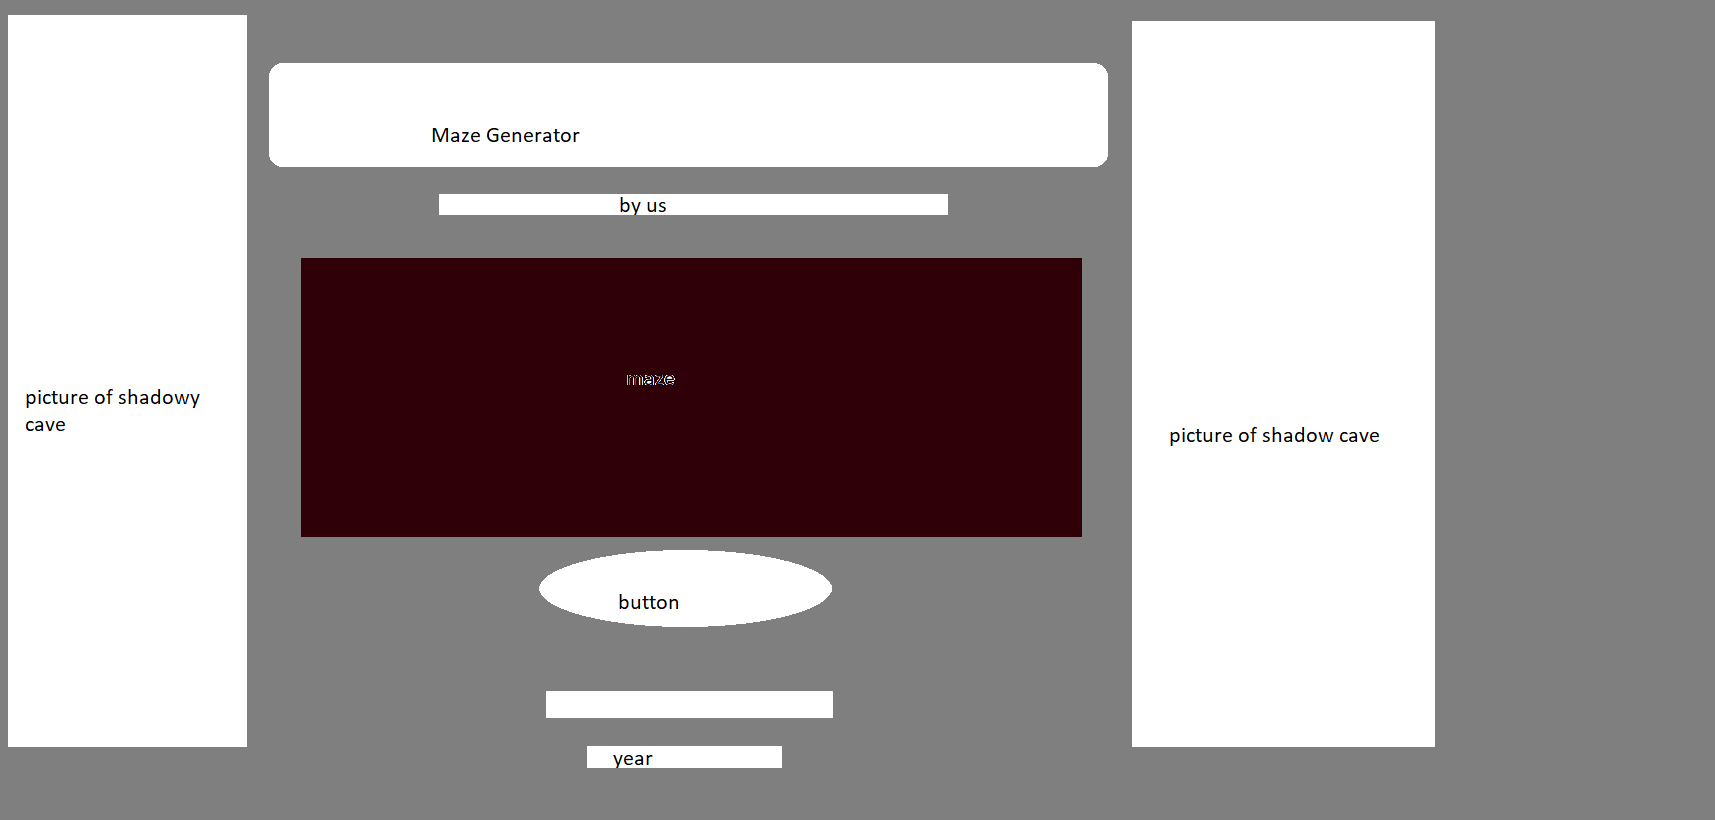 Maze Generator
by us
maze
picture of shadowy
cave
picture of shadow cave
button
year